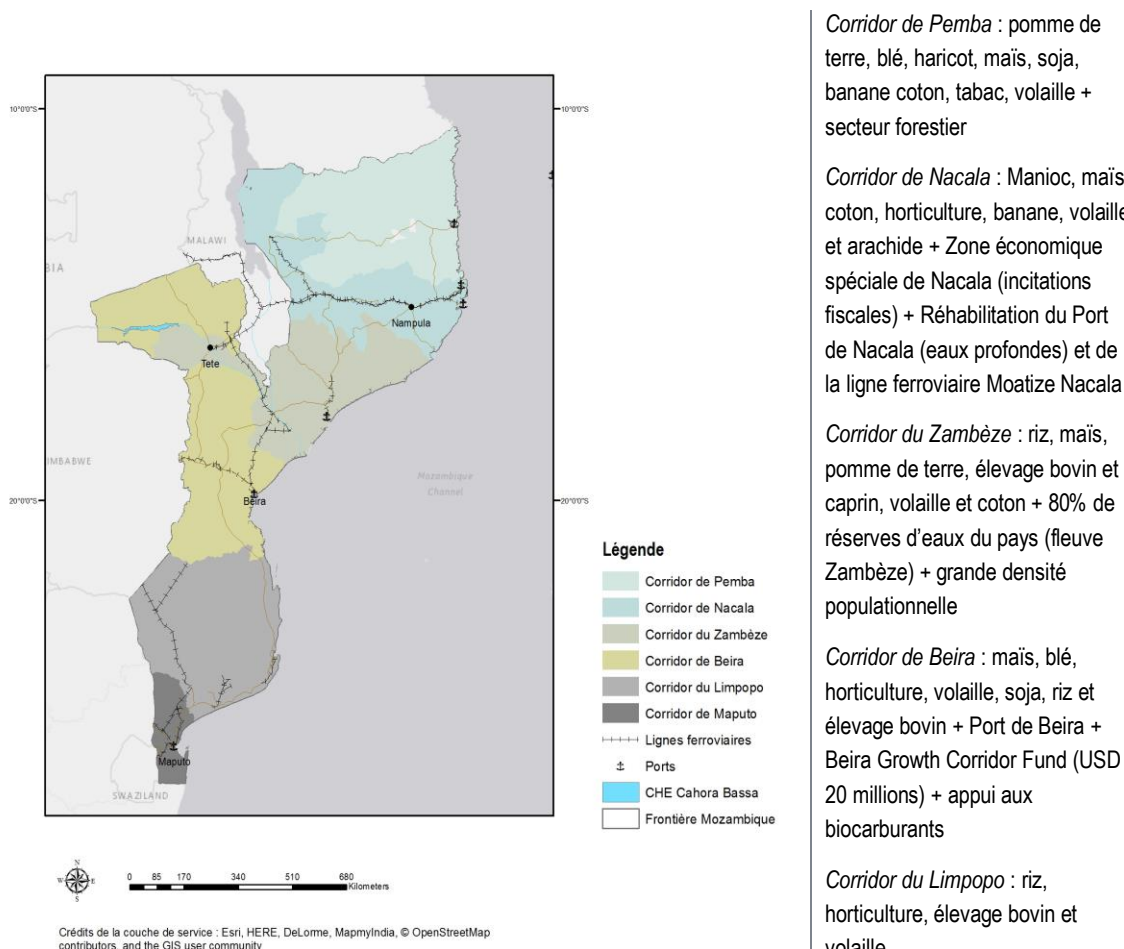 10°0'0"S
10°0'0"S
MALAWI
Nampula
Tete
Mozambique
Channel
20°0'0"S
20°0'0"S
Beira
Maputo
SWAZILAND
Légende
Corridor de Pemba
Corridor de Nacala
Corridor du Zambèze
Corridor de Beira
Corridor du Limpopo
Corridor de Maputo
Lignes ferroviaires
Ports
CHE Cahora Bassa
Frontière Mozambique
N
W E
S
0 85 170 340 510 680
Kilometers
Crédits de la couche de service : Esri, HERE, DeLorme, MapmyIndia, © OpenStreetMap
contributors, and the GIS user community
Corridor de Pemba : pomme de
terre, blé, haricot, maïs, soja,
banane coton, tabac, volaille +
secteur forestier
Corridor de Nacala : Manioc, maïs
coton, horticulture, banane, volaille
et arachide + Zone économique
spéciale de Nacala (incitations
fiscales) + Réhabilitation du Port
de Nacala (eaux profondes) et de
la ligne ferroviaire Moatize Nacala
Corridor du Zambèze : riz, maïs,
pomme de terre, élevage bovin et
caprin, volaille et coton + 80% de
réserves d'eaux du pays (fleuve
Zambèze) + grande densité
populationnelle
Corridor de Beira : maïs, blé,
horticulture, volaille, soja, riz et
élevage bovin + Port de Beira +
Beira Growth Corridor Fund (USD
20 millions) + appui aux
biocarburants
Corridor du Limpopo : riz,
horticulture, élevage bovin et
volaille